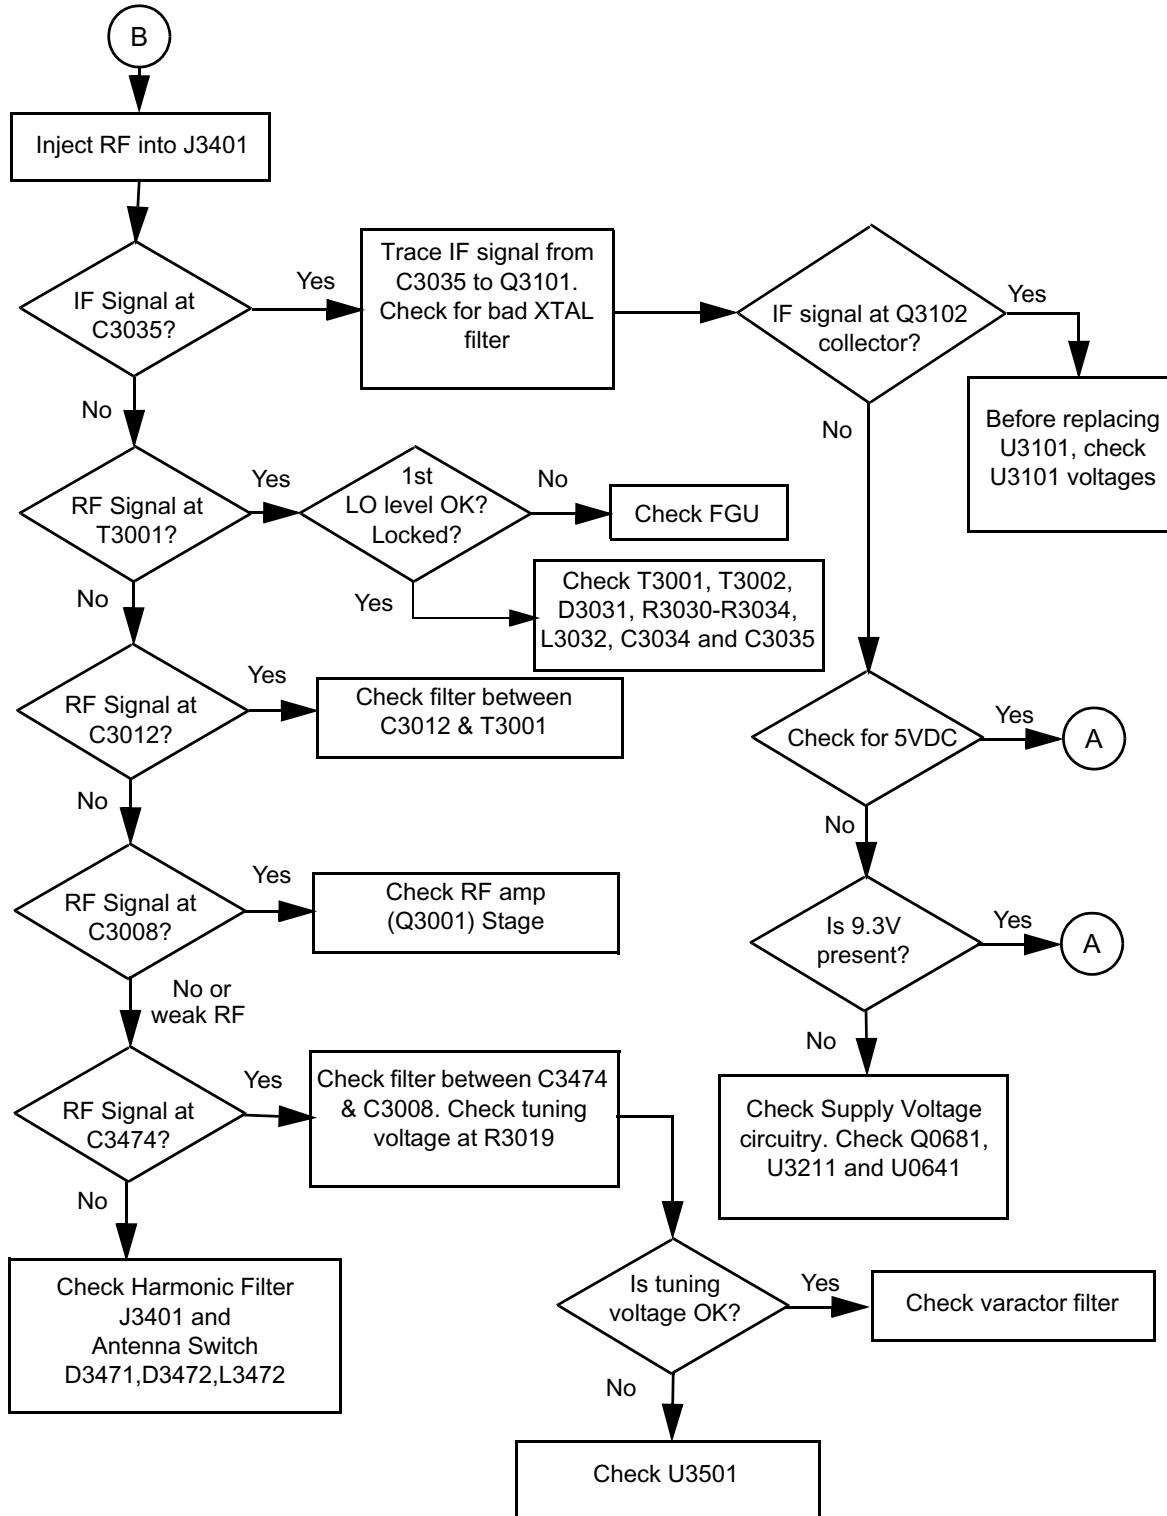 B
Inject RF into J3401
IF Signal at
C3035?
Yes
Trace IF signal from
C3035 to Q3101.
Check for bad XTAL
filter
IF signal at Q3102
collector?
Yes
Before replacing
U3101, check
U3101 voltages
No
No
RF Signal at
T3001?
Yes
1st
LO level OK?
Locked?
No
Check FGU
Yes
Check T3001, T3002,
D3031, R3030-R3034,
L3032, C3034 and C3035
No
RF Signal at
C3012?
Yes
Check filter between
C3012 & T3001
Check for 5VDC
Yes
A
No
No
RF Signal at
C3008?
Yes
Check RF amp
(Q3001) Stage
Is 9.3V
present?
Yes
A
No or
weak RF
No
RF Signal at
C3474?
Yes
Check filter between C3474
& C3008. Check tuning
voltage at R3019
Check Supply Voltage
circuitry. Check Q0681,
U3211 and U0641
No
Check Harmonic Filter
J3401 and
Antenna Switch
D3471,D3472,L3472
Is tuning
voltage OK?
Yes
Check varactor filter
No
Check U3501